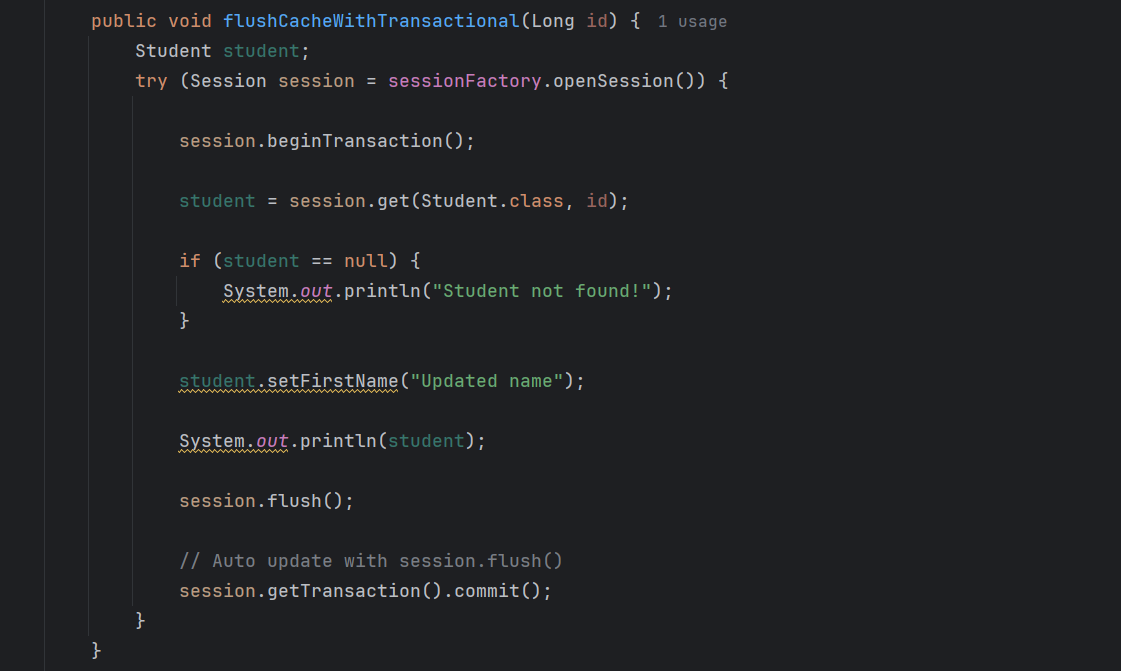 public void flushCacheWithTransactional(Long id) { 1 usage
Student student;
try (Session session = sessionFactory.openSession()) {
session.beginTransaction();
student = session.get(Student.class, id);
if (student == null) {
System.out.println("Student not found!");
}
student.setFirstName("Updated name");
System.out.println(student);
session.flush();
// Auto update with session.flush()
session.getTransaction().commit();
}
}